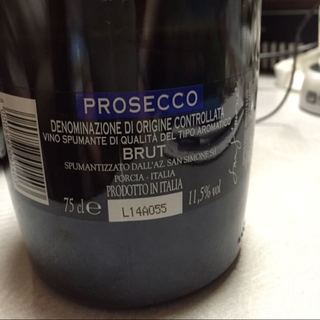 PROSECCO
DENOMINAZIONE DI ORIGINE CONTROLLATA
VINO SPUMANTE DI QUALITÀ DEL TIPO AROMATICO
BRUT
SPUMANTIZZATO DALL'AZ. SAN SIMONE
PORCIA - ITALIA
PRODOTTO IN ITALIA
75 cl e L14A055 11,5% vol